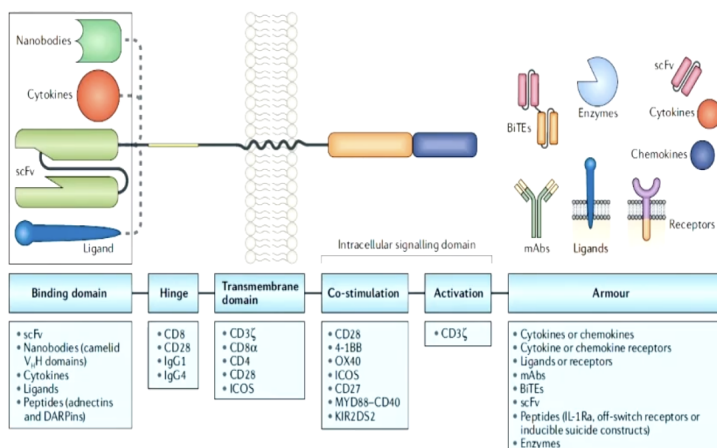 Nanobodies
Cytokines
scFv
Ligand
BiTEs
Enzymes
scFv
Cytokines
Chemokines
mAbs
Ligands
Receptors
Intracellular signalling domain
Binding domain
• scFv
• Nanobodies (camelid
VHH domains)
• Cytokines
• Ligands
• Peptides (adnectins
and DARPins)
Hinge
• CD8
• CD28
• IgG1
• IgG4
Transmembrane
domain
• CD3ζ
• CD8α
• CD4
• CD28
• ICOS
Co-stimulation
• CD28
• 4-1BB
• OX40
• ICOS
• CD27
• MYD88–CD40
• KIR2DS2
Activation
• CD3ζ
Armour
• Cytokines or chemokines
• Cytokine or chemokine receptors
• Ligands or receptors
• mAbs
• BiTEs
• scFv
• Peptides (IL-1Ra, off-switch receptors or
inducible suicide constructs)
• Enzymes